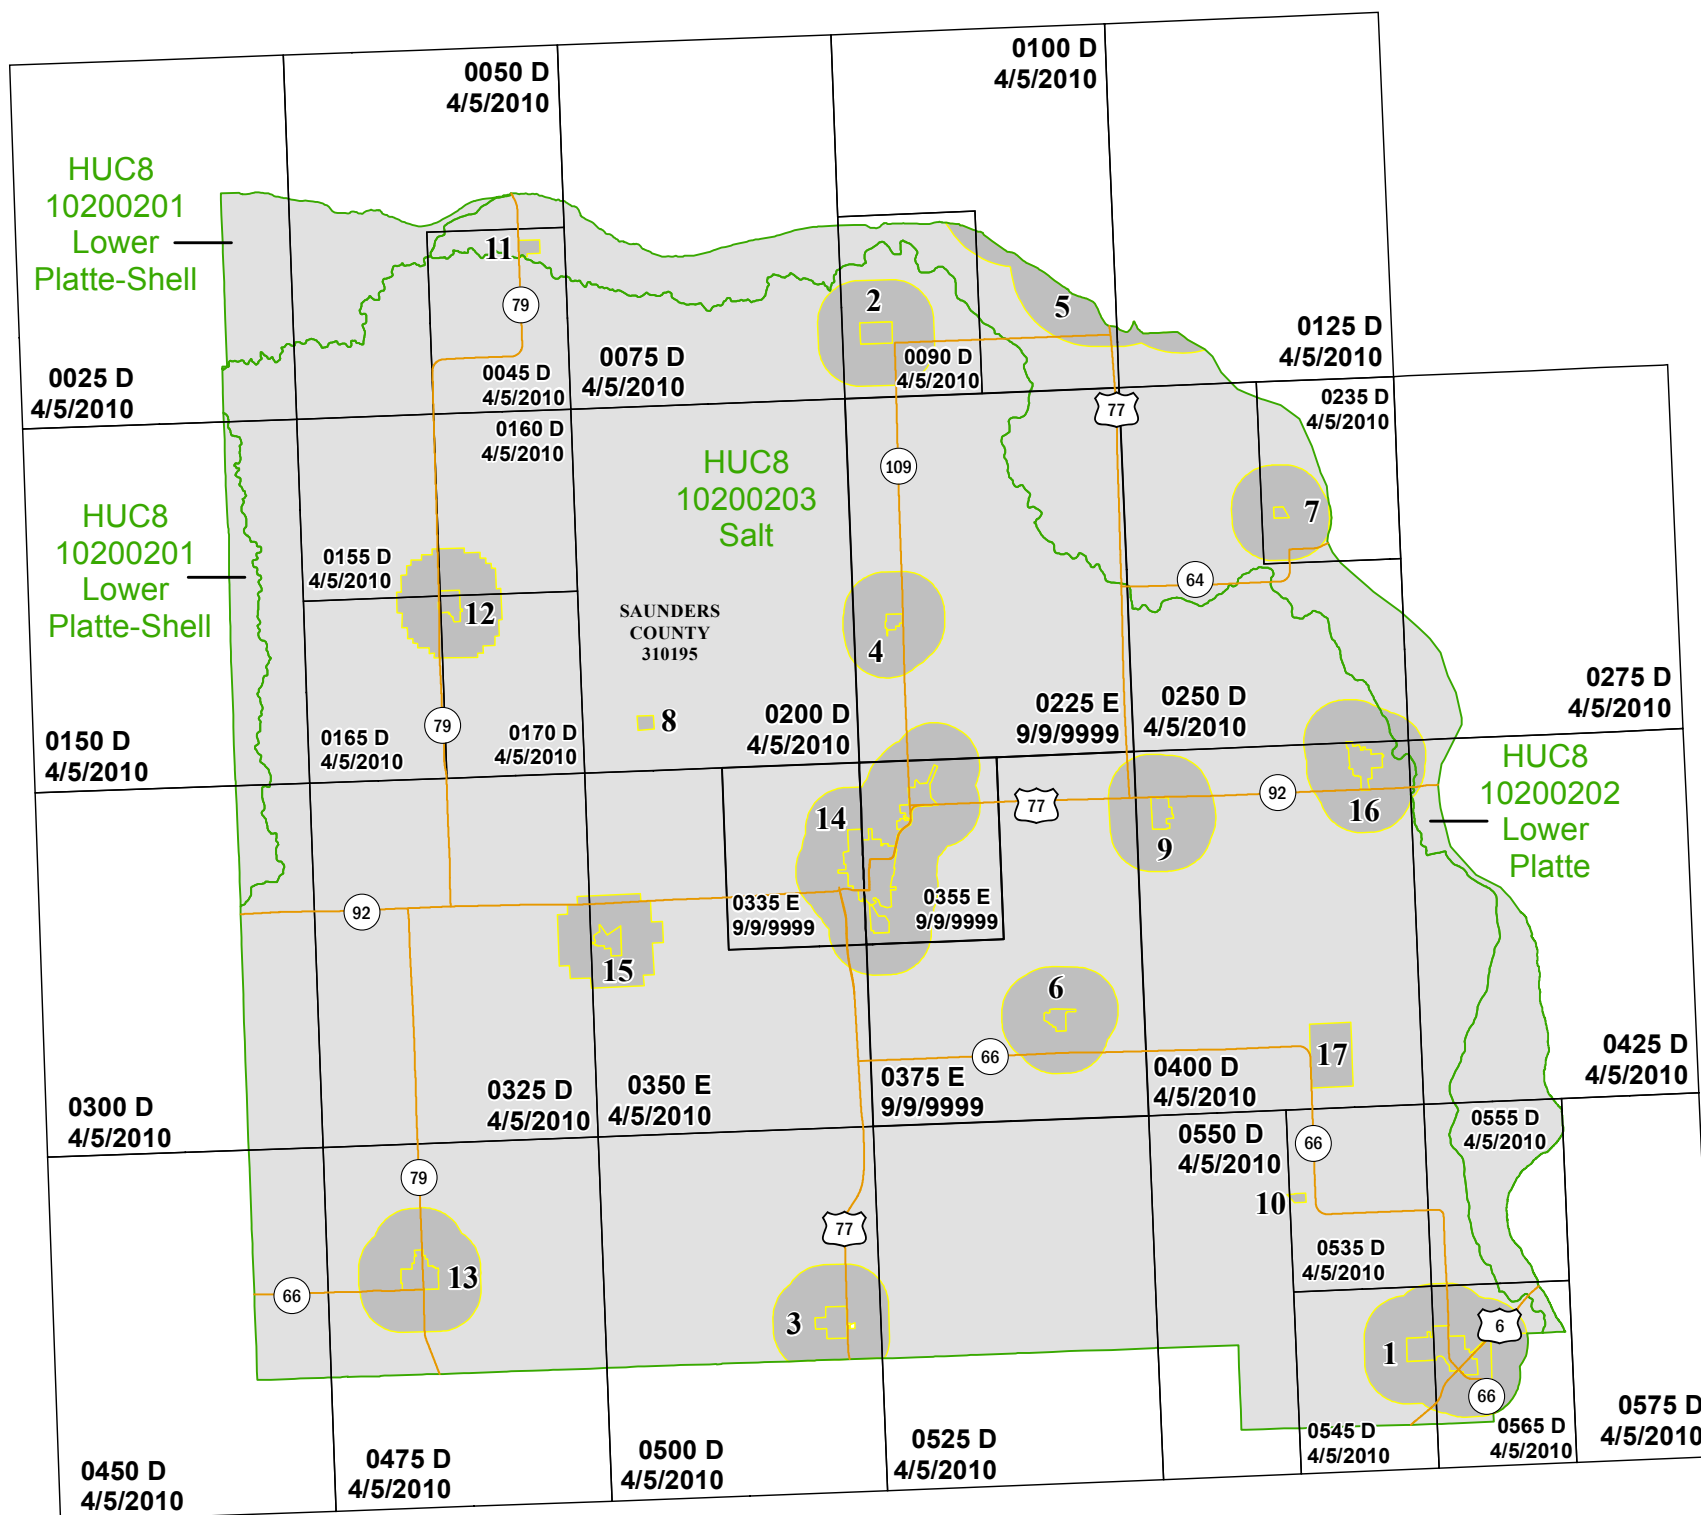 0050 D
4/5/2010
0100 D
4/5/2010
HUC8
10200201
Lower
Platte-Shell
11
79
2
5
0125 D
4/5/2010
0025 D
4/5/2010
0045 D
4/5/2010
0075 D
4/5/2010
0090 D
4/5/2010
77
0235 D
4/5/2010
0160 D
4/5/2010
109
HUC8
10200203
Salt
7
HUC8
10200201
Lower
Platte-Shell
0155 D
4/5/2010
12
64
SAUNDERS
COUNTY
310195
4
8
79
0150 D
4/5/2010
0165 D
4/5/2010
0170 D
4/5/2010
0200 D
4/5/2010
0225 E
9/9/9999
0250 D
4/5/2010
0275 D
4/5/2010
HUC8
10200202
Lower
Platte
14
77
92
16
9
92
0335 E
9/9/9999
0355 E
9/9/9999
15
6
66
17
0300 D
4/5/2010
0325 D
4/5/2010
0350 E
4/5/2010
0375 E
9/9/9999
0400 D
4/5/2010
0425 D
4/5/2010
0550 D
4/5/2010
66
0555 D
4/5/2010
79
10
77
0535 D
4/5/2010
13
66
3
1
6
66
0450 D
4/5/2010
0475 D
4/5/2010
0500 D
4/5/2010
0525 D
4/5/2010
0545 D
4/5/2010
0565 D
4/5/2010
0575 D
4/5/2010